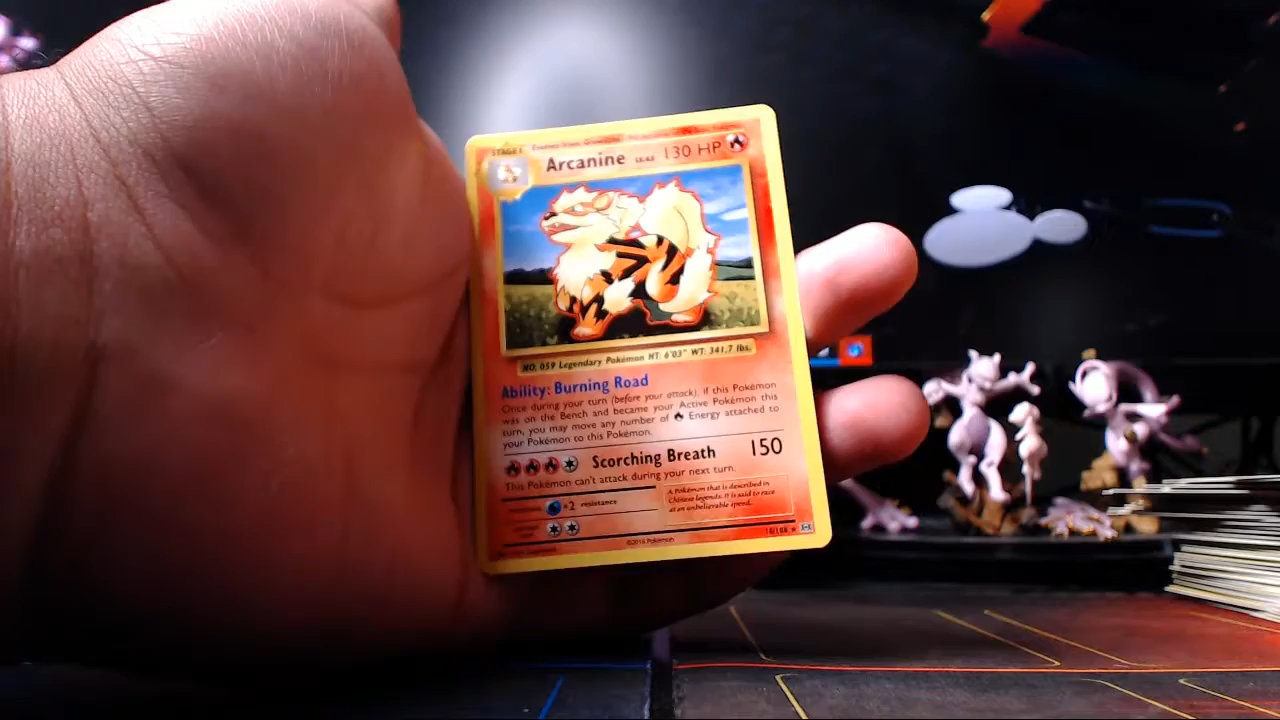 STAGE 1
Arcanine LV.45 130 HP
NO. 059 Legendary Pokémon HT: 6'03" WT: 341.7 lbs.
Ability: Burning Road
Once during your turn (before your attack), if this Pokémon
was on the Bench and became your Active Pokémon this
turn, you may move any number of Energy attached to
your Pokémon to this Pokémon.
Scorching Breath 150
This Pokémon can't attack during your next turn.
×2 resistance
A Pokémon that is described in
Chinese legends. It is said to race
at an unbelievable speed.
©2016 Pokémon
18/108 ★